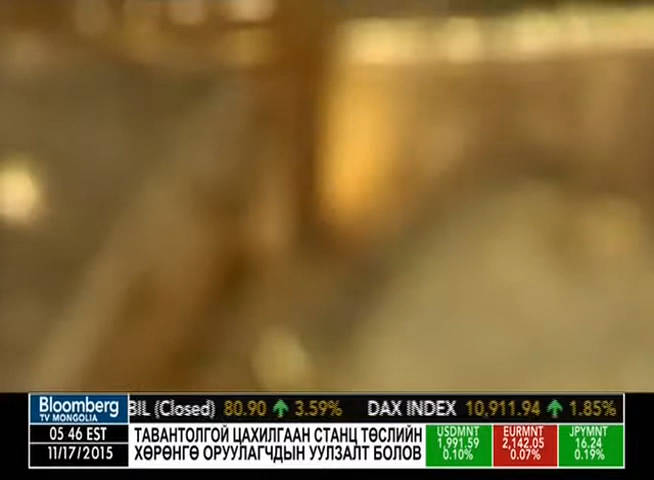 BIL (Closed) 80.90 3.59% DAX INDEX 10,911.94 1.85%
Bloomberg
TV MONGOLIA
05 46 EST
11/17/2015
ТАВАНТОЛГОЙ ЦАХИЛГААН СТАНЦ ТӨСЛИЙН
ХӨРӨНГӨ ОРУУЛАГЧДЫН УУЛЗАЛТ БОЛОВ
USDMNT
1,991.59
0.10%
EURMNT
2,142.05
0.07%
JPYMNT
16.24
0.19%